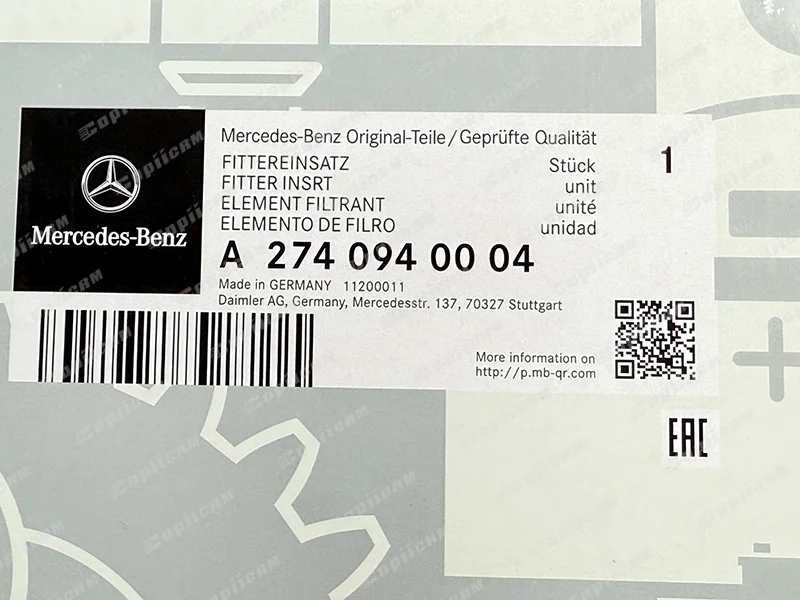 Mercedes-Benz Original-Teile/Geprüfte Qualität
FITTEREINSATZ Stück 1
FITTER INSRT unit
ELEMENT FILTRANT unité
ELEMENTO DE FILRO unidad
Mercedes-Benz
A 274 094 00 04
Made in GERMANY 11200011
Daimler AG, Germany, Mercedesstr. 137, 70327 Stuttgart
More information on
http://p.mb-qr.com
EAC
Copiicam